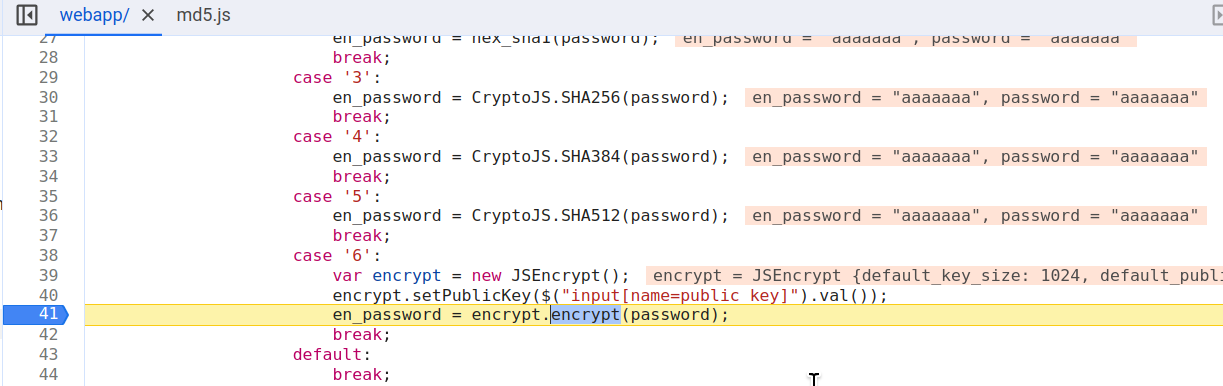 webapp/ × md5.js
27 en_password = hex_sha1(password); en_password = "aaaaaaa", password = "aaaaaaa"
28 break;
29 case '3':
30 en_password = CryptoJS.SHA256(password); en_password = "aaaaaaa", password = "aaaaaaa"
31 break;
32 case '4':
33 en_password = CryptoJS.SHA384(password); en_password = "aaaaaaa", password = "aaaaaaa"
34 break;
35 case '5':
36 en_password = CryptoJS.SHA512(password); en_password = "aaaaaaa", password = "aaaaaaa"
37 break;
38 case '6':
39 var encrypt = new JSEncrypt(); encrypt = JSEncrypt {default_key_size: 1024, default_publi
40 encrypt.setPublicKey($("input[name=public_key]").val());
41 en_password = encrypt.encrypt(password);
42 break;
43 default:
44 break;